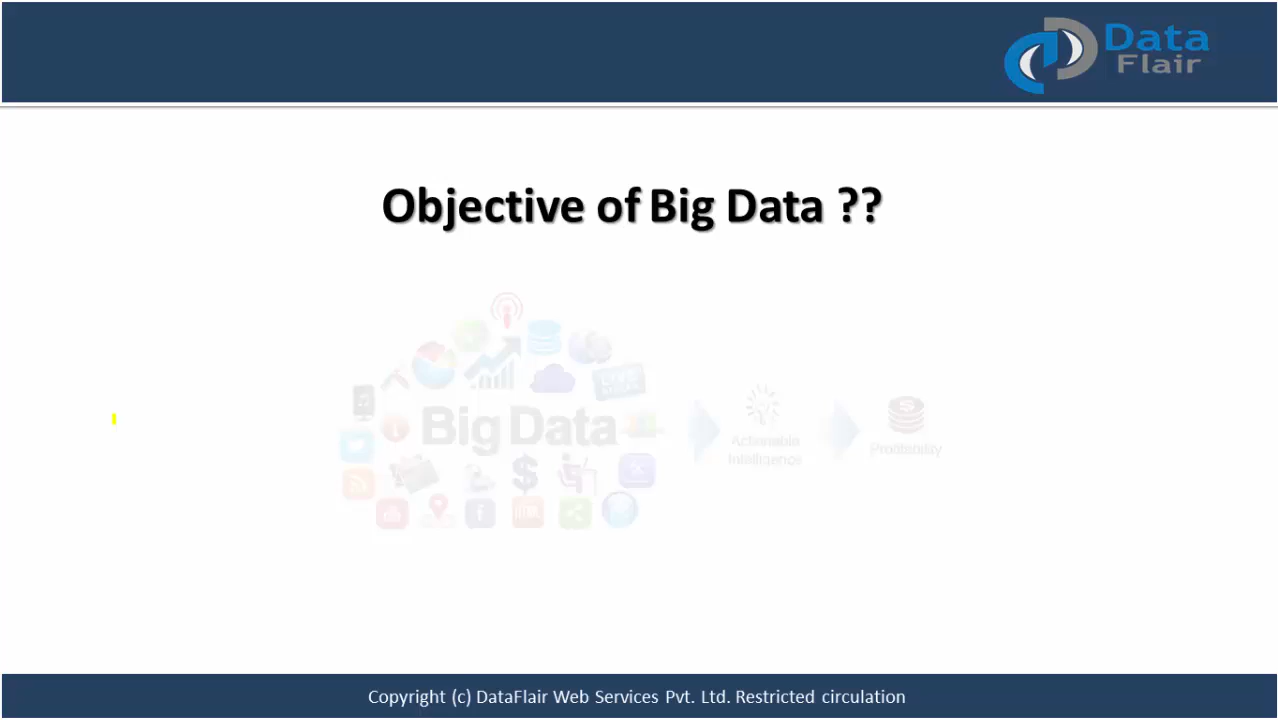 Data
Flair
Objective of Big Data ??
Big Data
Actionable
Intelligence
Profitability
Copyright (c) DataFlair Web Services Pvt. Ltd. Restricted circulation